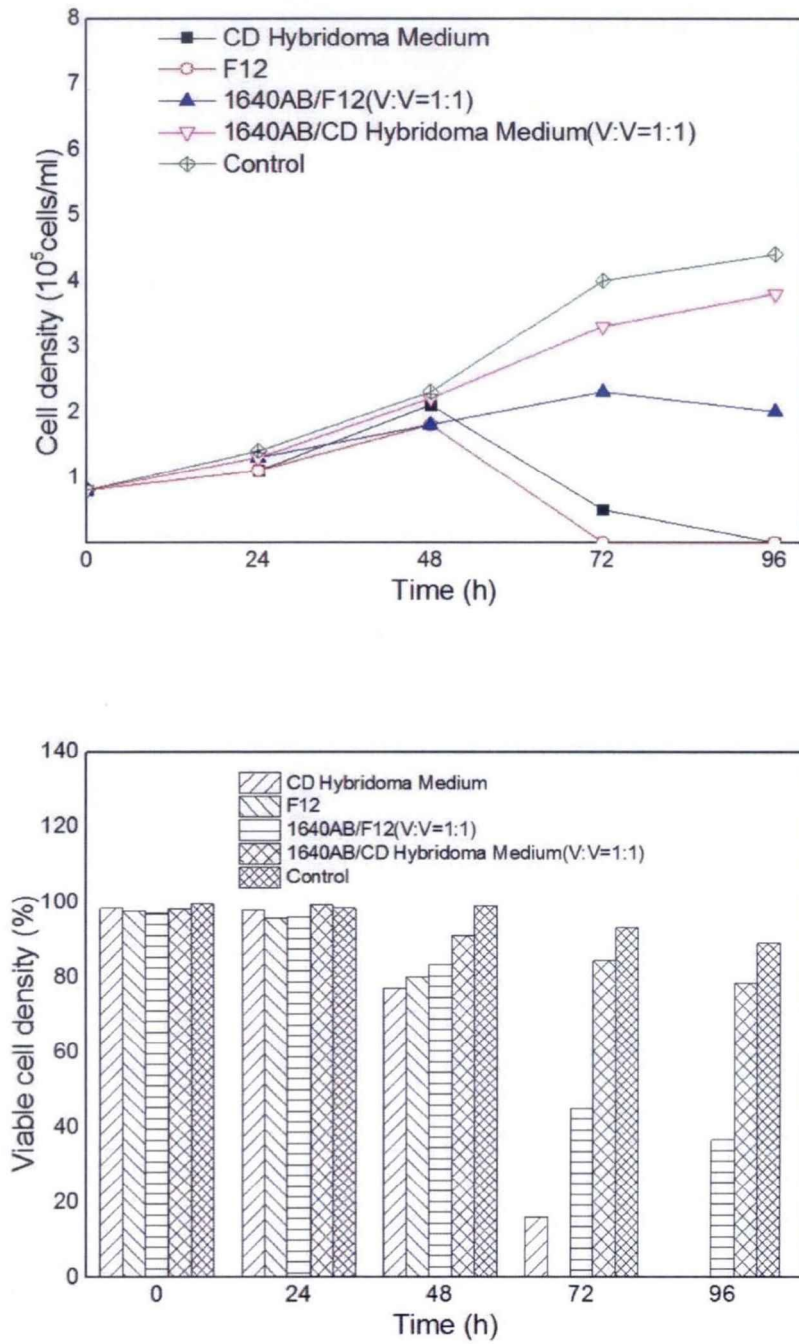 8
CD Hybridoma Medium
F12
7
1640AB/F12(V:V=1:1)
1640AB/CD Hybridoma Medium(V:V=1:1)
6
Control
5
4
3
2
1
Cell density (10⁵cells/ml)
0 24 48 72 96
Time (h)
140
CD Hybridoma Medium
F12
120
1640AB/F12(V:V=1:1)
1640AB/CD Hybridoma Medium(V:V=1:1)
Control
100
80
60
40
20
0
Viable cell density (%)
0 24 48 72 96
Time (h)